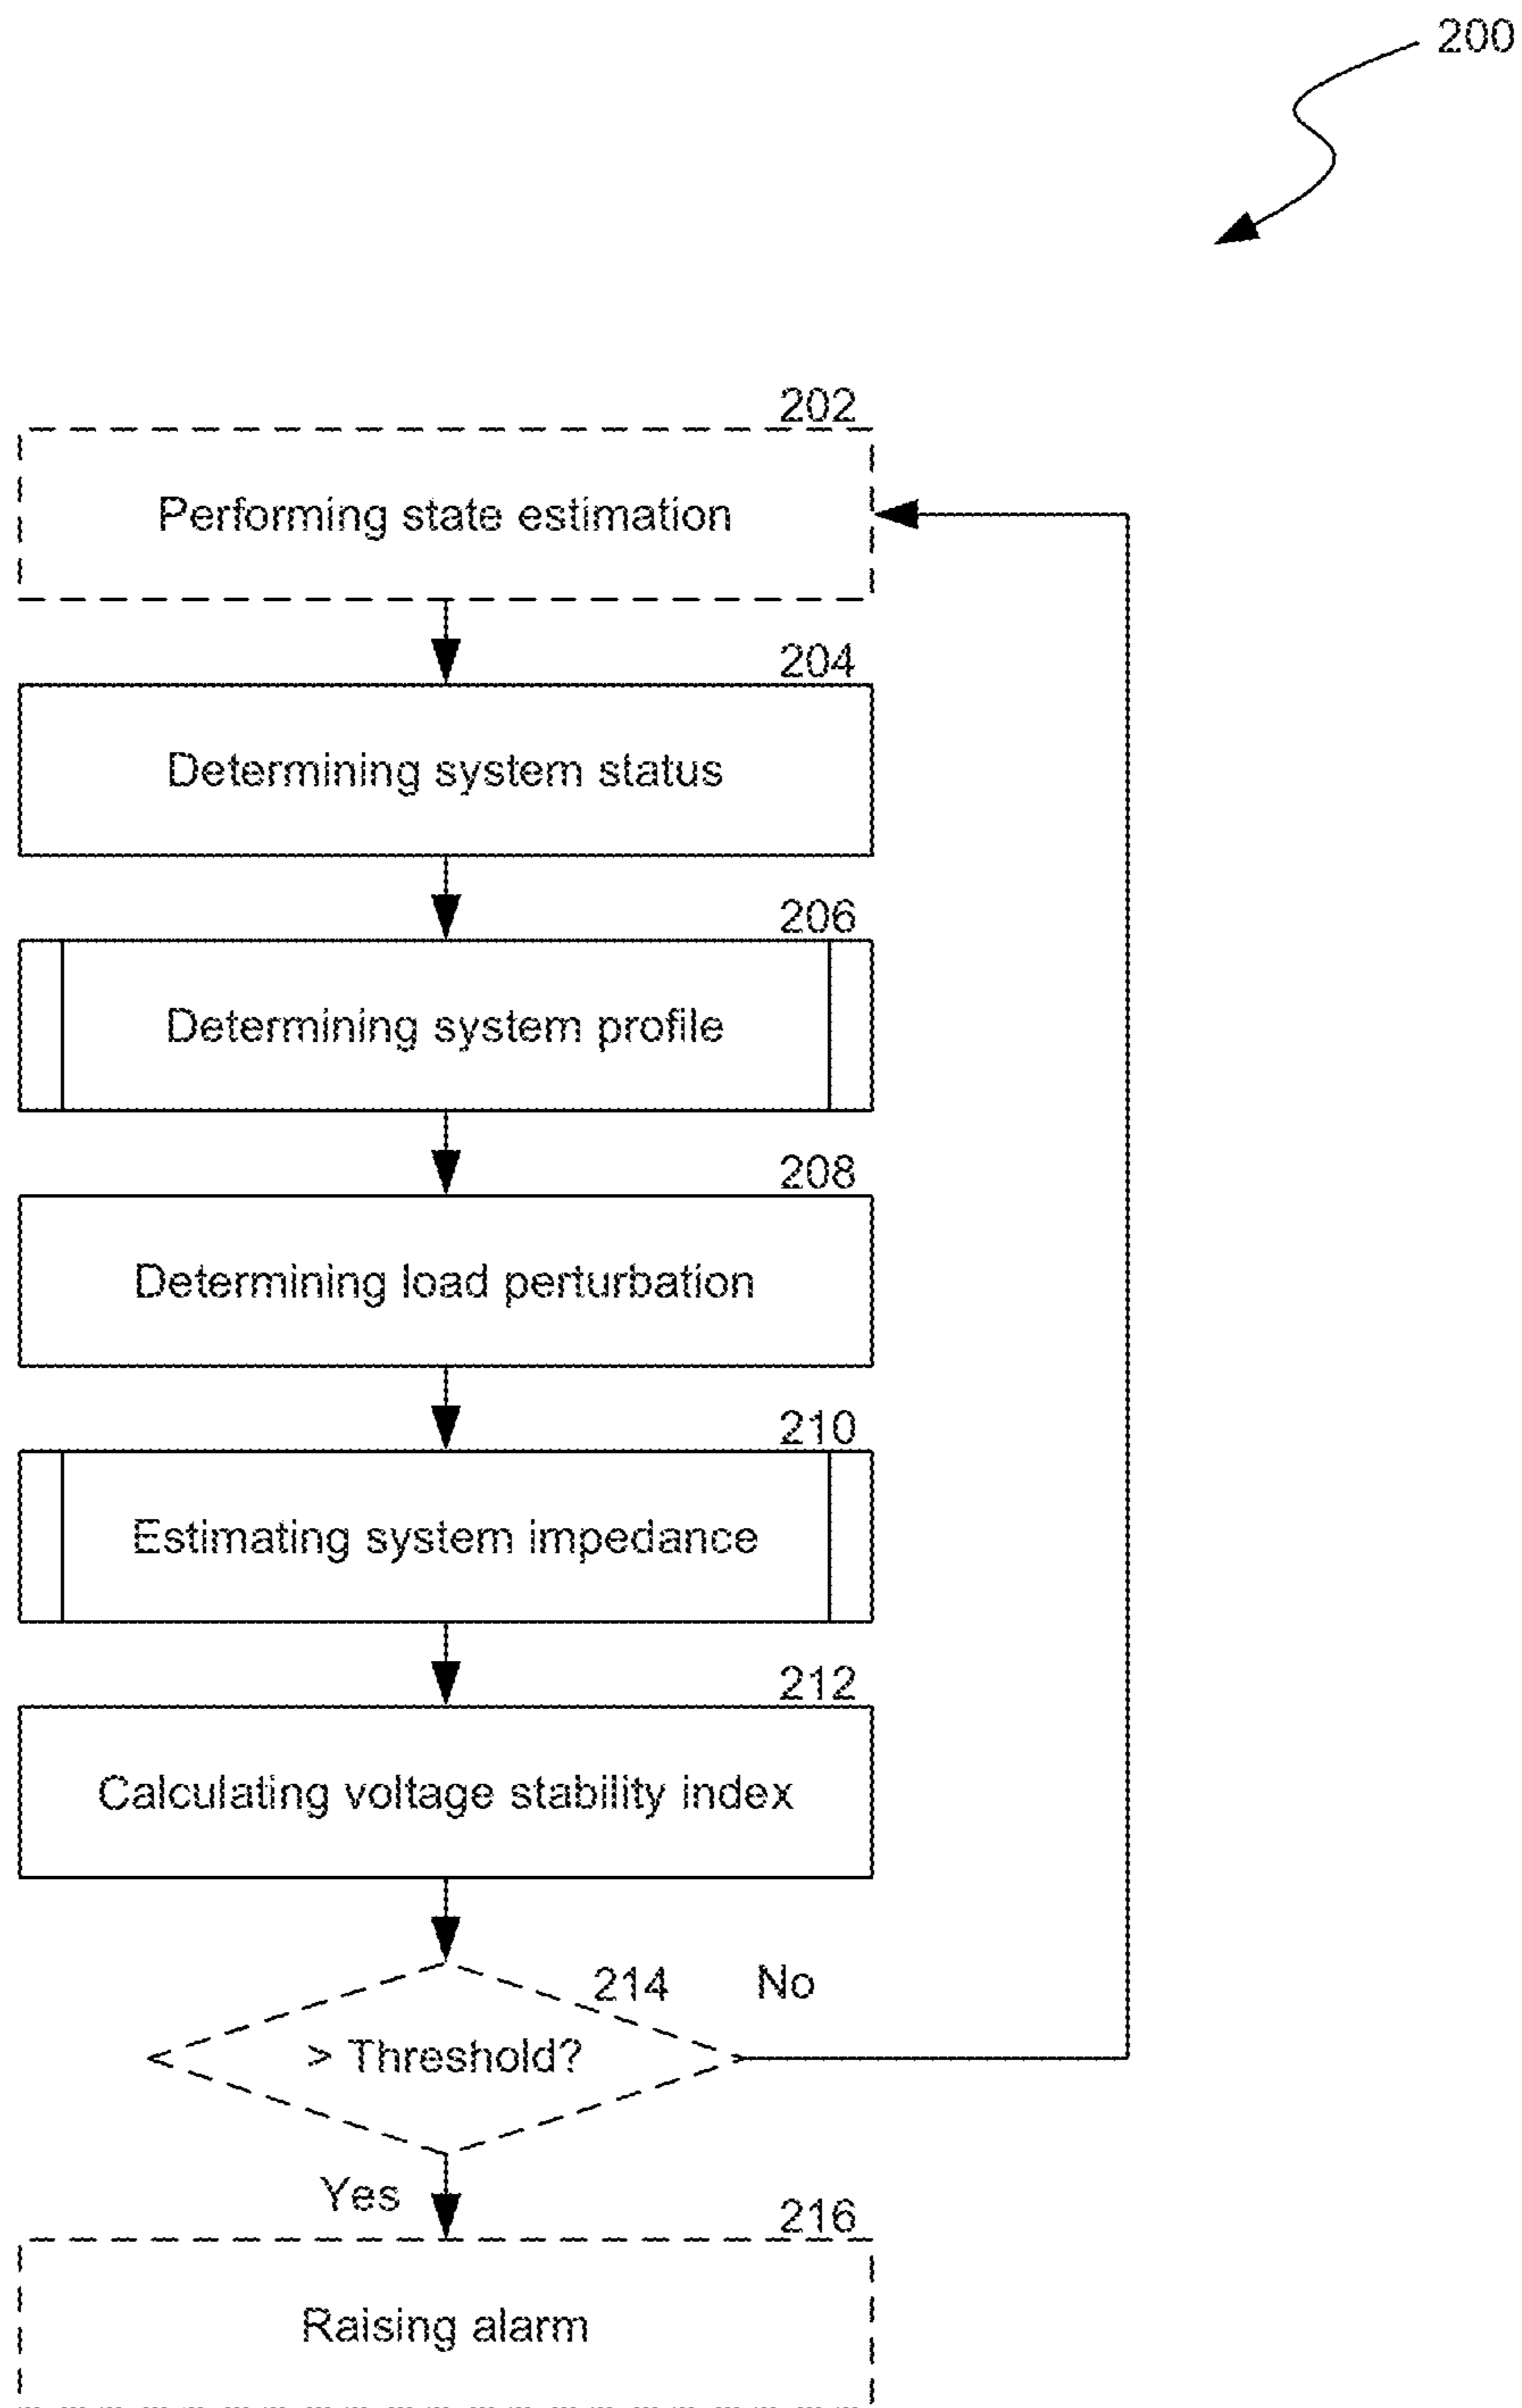 200
202
Performing state estimation
204
Determining system status
206
Determining system profile
208
Determining load perturbation
210
Estimating system impedance
212
Calculating voltage stability index
214
No
> Threshold?
Yes
216
Raising alarm